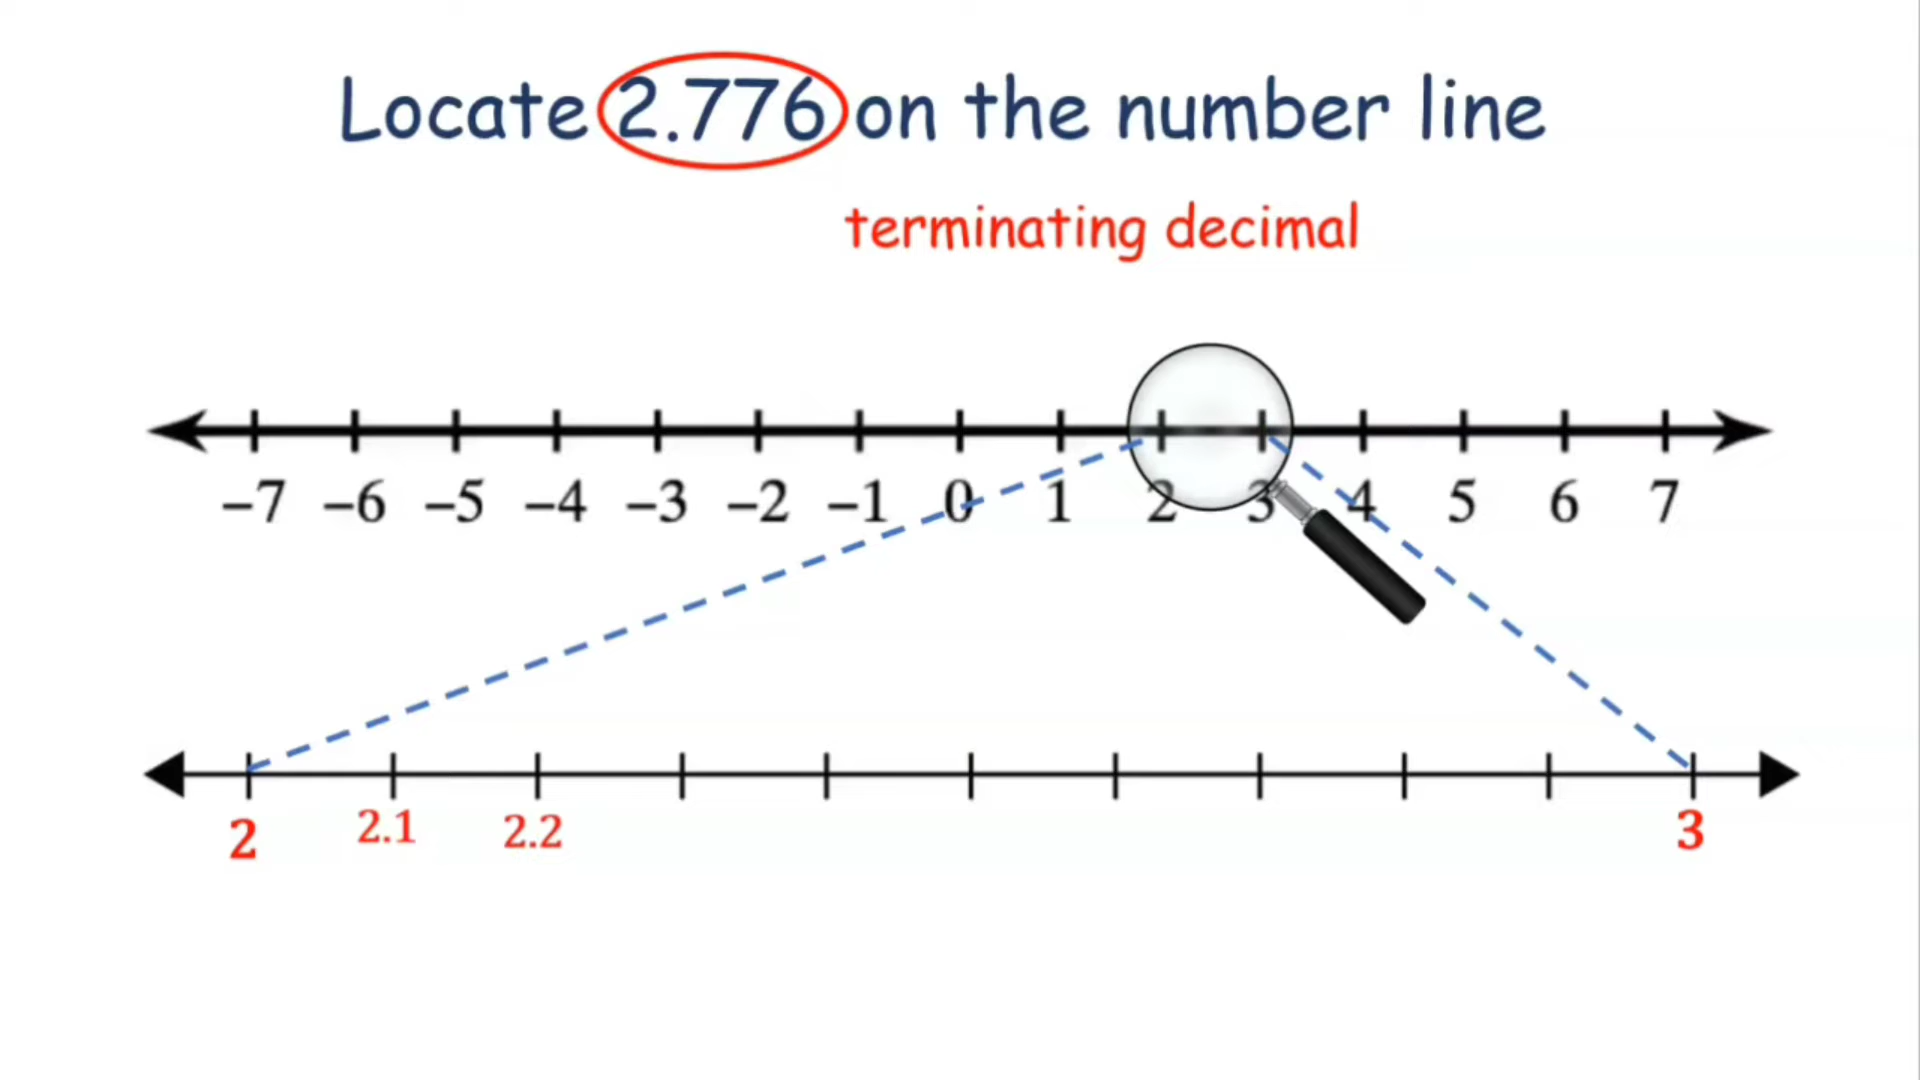 Locate 2.776 on the number line
terminating decimal
−7 −6 −5 −4 −3 −2 −1 0 1 2 3 4 5 6 7
2 2.1 2.2 3